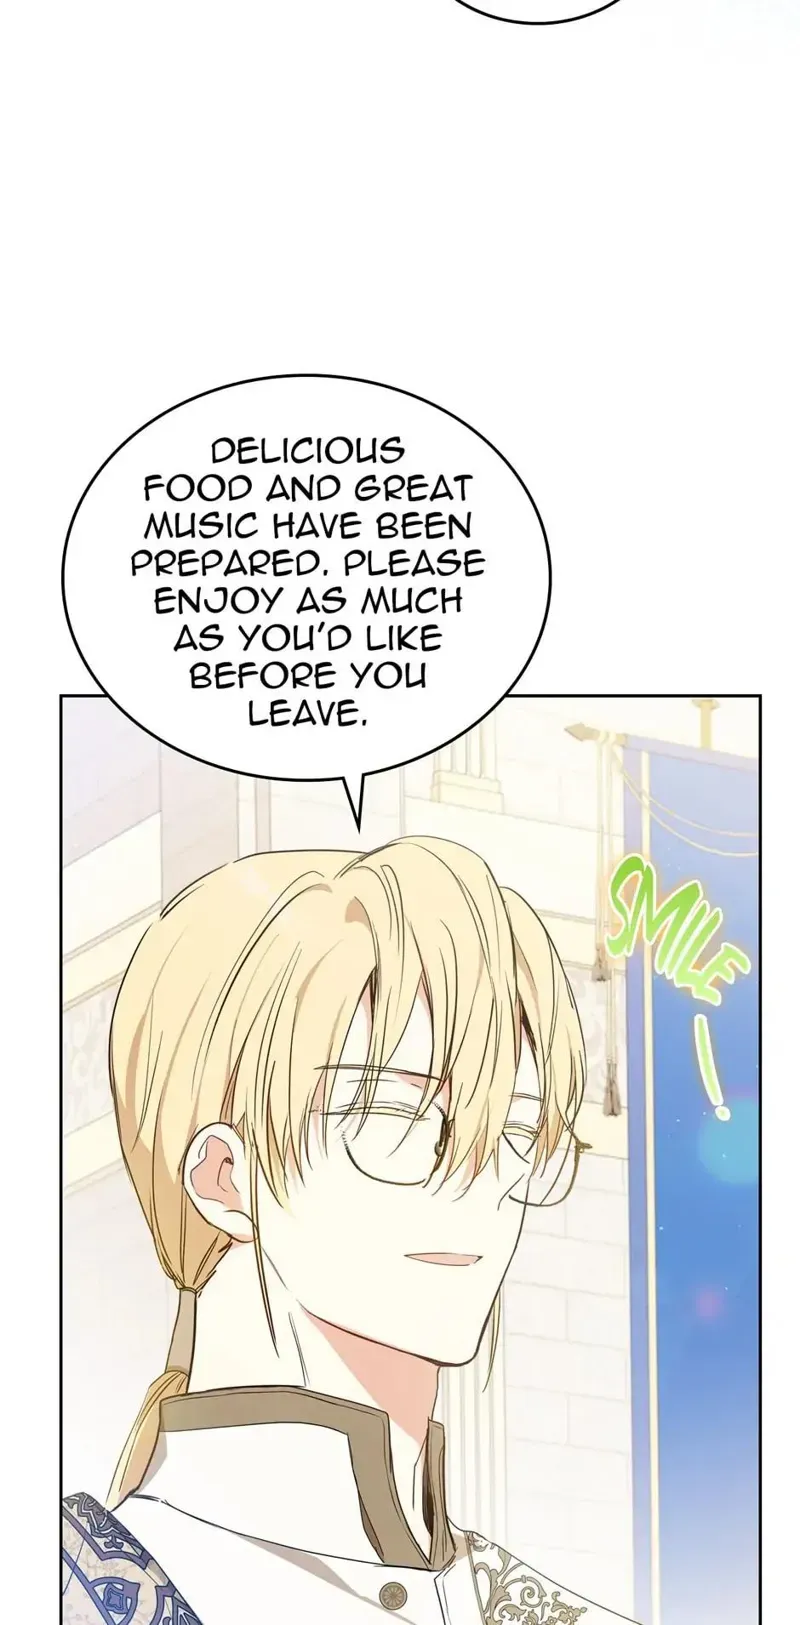 DELICIOUS
FOOD AND GREAT
MUSIC HAVE BEEN
PREPARED. PLEASE
ENJOY AS MUCH
AS YOU'D LIKE
BEFORE YOU
LEAVE.
SMILE